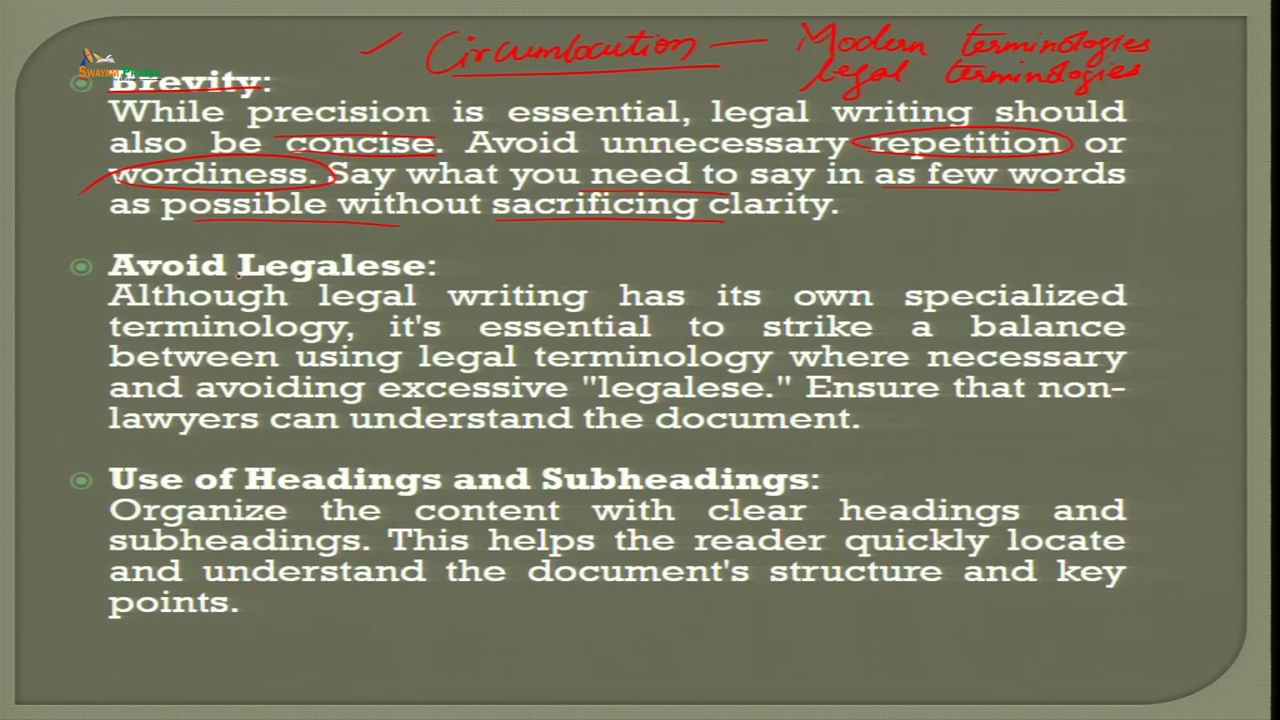 Circumlocution — Modern terminologies
legal terminologies
SWAYAM PRABHA
Brevity:
While precision is essential, legal writing should
also be concise. Avoid unnecessary repetition or
wordiness. Say what you need to say in as few words
as possible without sacrificing clarity.
Avoid Legalese:
Although legal writing has its own specialized
terminology, it's essential to strike a balance
between using legal terminology where necessary
and avoiding excessive "legalese." Ensure that non-
lawyers can understand the document.
Use of Headings and Subheadings:
Organize the content with clear headings and
subheadings. This helps the reader quickly locate
and understand the document's structure and key
points.